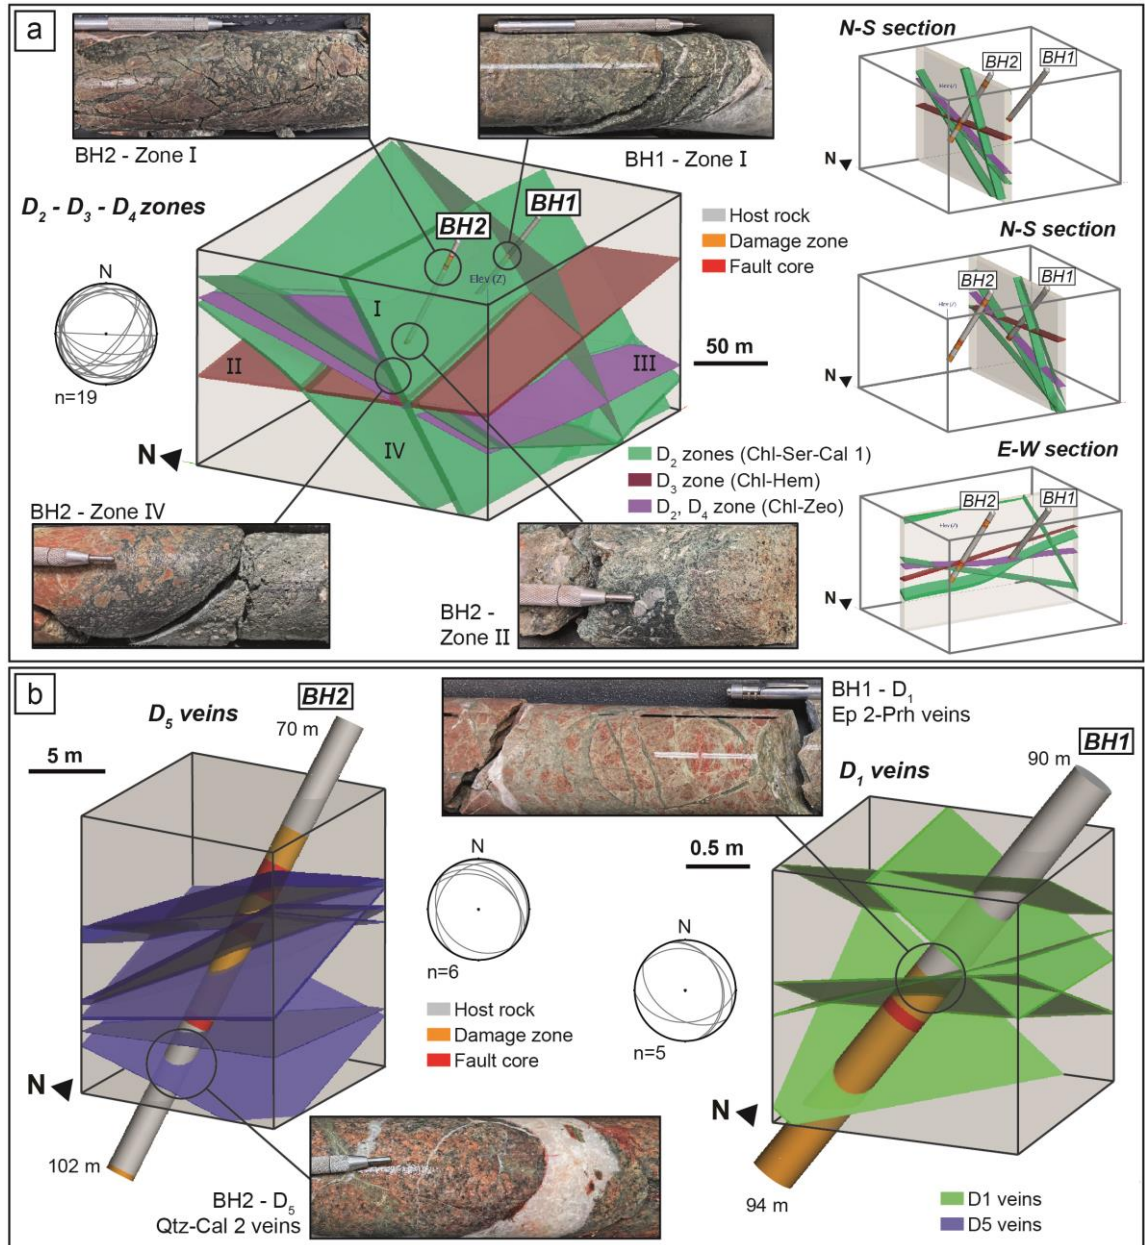 a
BH2 - Zone I
BH1 - Zone I
N-S section
BH2
BH1
Elev (Z)
N
D2 - D3 - D4 zones
BH2
BH1
Elev (Z)
Host rock
Damage zone
Fault core
N
n=19
I
II
III
IV
50 m
N
N-S section
BH2
BH1
Elev (Z)
N
D2 zones (Chl-Ser-Cal 1)
D3 zone (Chl-Hem)
D2, D4 zone (Chl-Zeo)
E-W section
BH2
BH1
Elev (Z)
N
BH2 - Zone IV
BH2 -
Zone II
b
D5 veins
BH2
70 m
5 m
BH1 - D1
Ep 2-Prh veins
BH1
90 m
D1 veins
0.5 m
N
n=6
N
n=5
Host rock
Damage zone
Fault core
N
102 m
BH2 - D5
Qtz-Cal 2 veins
N
94 m
D1 veins
D5 veins